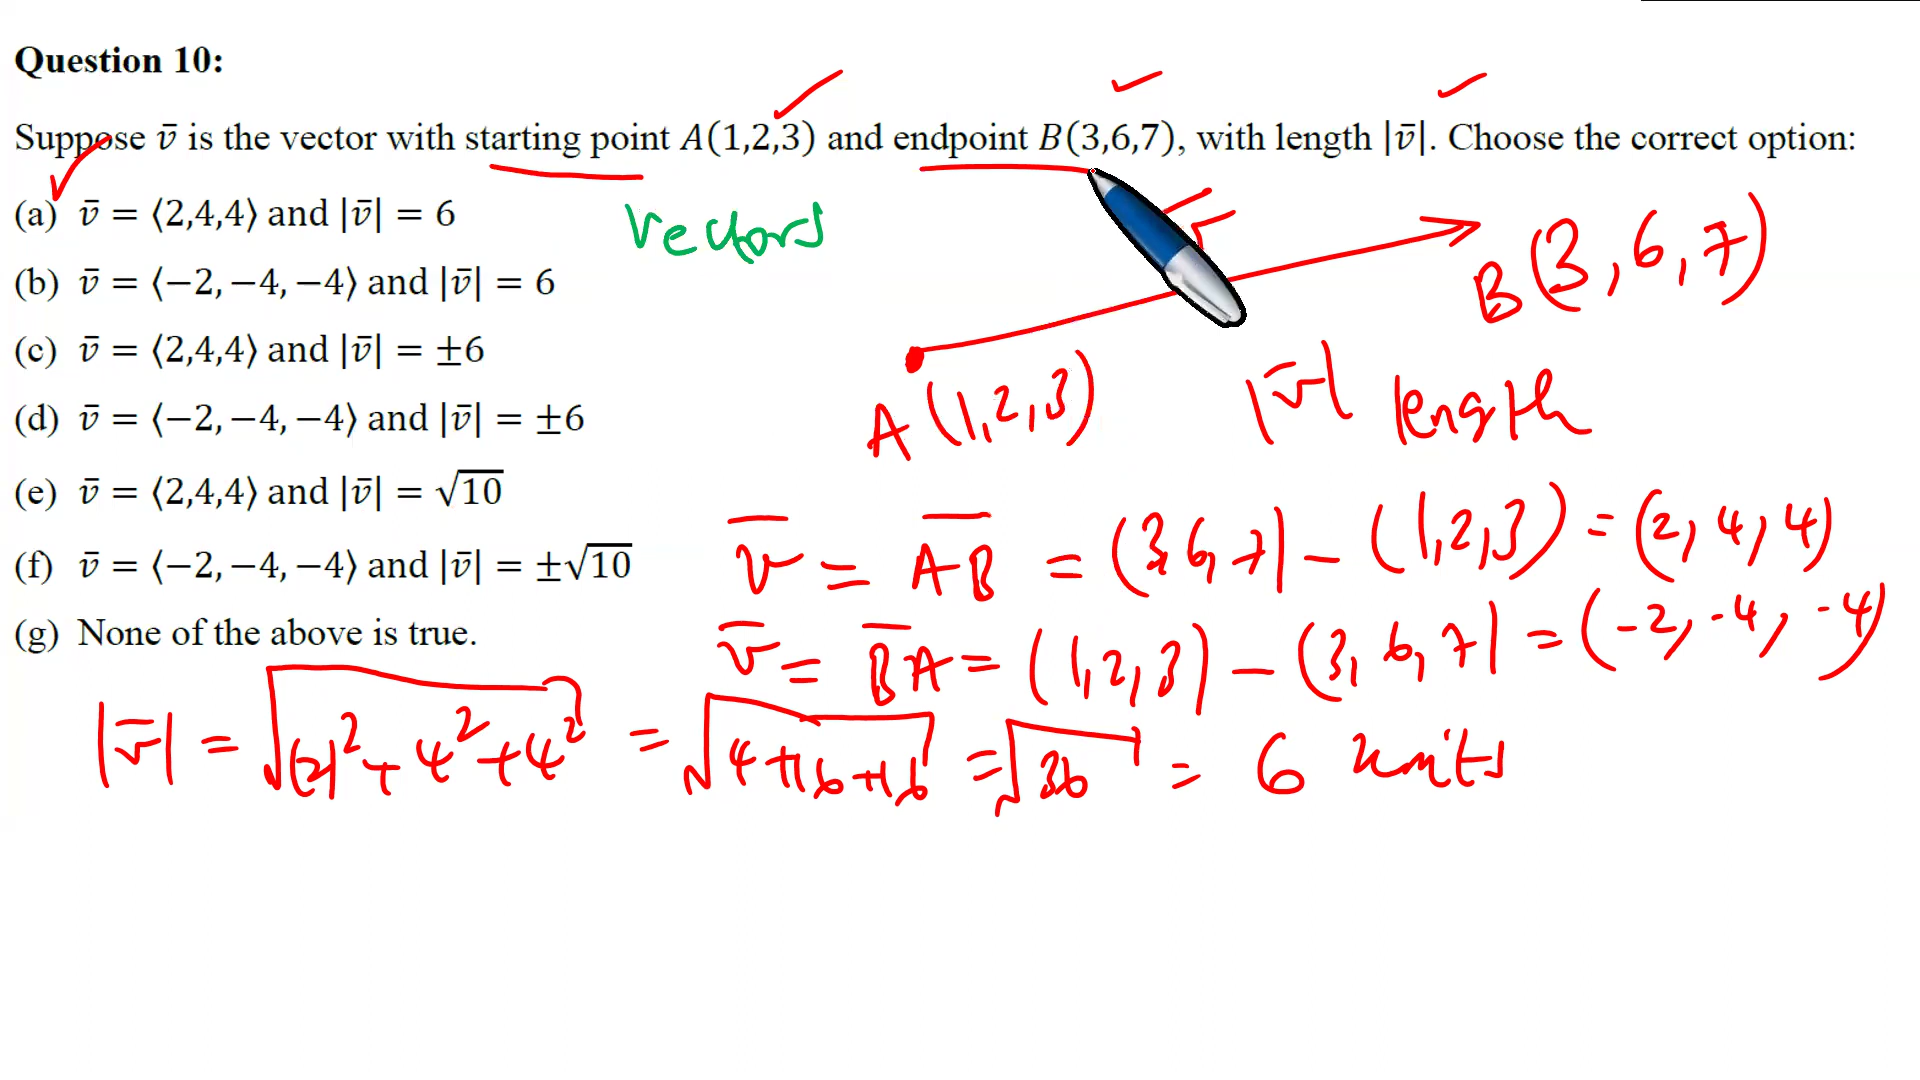 Question 10:
Suppose v̄ is the vector with starting point A(1,2,3) and endpoint B(3,6,7), with length |v̄|. Choose the correct option:
(a) v̄ = ⟨2,4,4⟩ and |v̄| = 6
(b) v̄ = ⟨−2,−4,−4⟩ and |v̄| = 6
(c) v̄ = ⟨2,4,4⟩ and |v̄| = ±6
(d) v̄ = ⟨−2,−4,−4⟩ and |v̄| = ±6
(e) v̄ = ⟨2,4,4⟩ and |v̄| = √10
(f) v̄ = ⟨−2,−4,−4⟩ and |v̄| = ±√10
(g) None of the above is true.
Vectors
B(3,6,7)
A(1,2,3)
|v̄| length
v̄ = AB = (3,6,7) − (1,2,3) = (2,4,4)
v̄ = BA = (1,2,3) − (3,6,7) = (-2,-4,-4)
|v̄| = √(2)²+4²+4² = √4+16+16 = √36 = 6 units